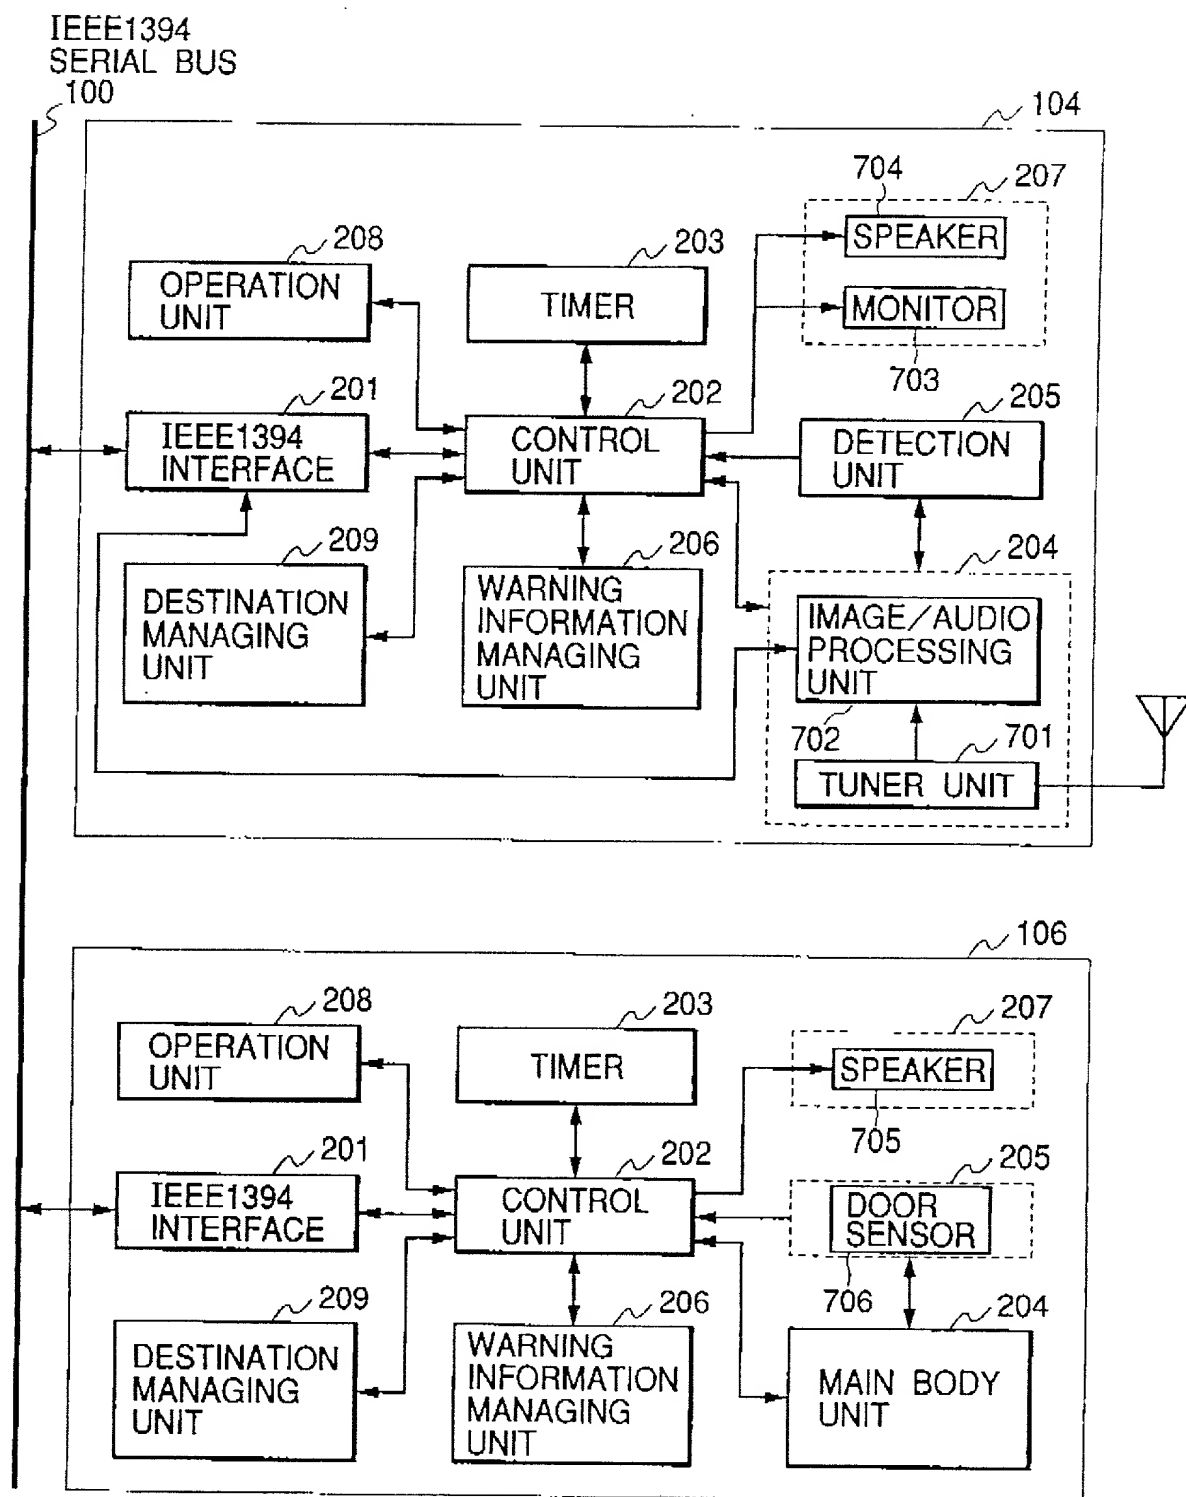 IEEE1394
SERIAL BUS
100
104
704
207
SPEAKER
208
203
OPERATION
UNIT
TIMER
MONITOR
703
201
202
205
IEEE1394
INTERFACE
CONTROL
UNIT
DETECTION
UNIT
209
206
204
DESTINATION
MANAGING
UNIT
WARNING
INFORMATION
MANAGING
UNIT
IMAGE/AUDIO
PROCESSING
UNIT
702
701
TUNER UNIT
106
208
203
207
OPERATION
UNIT
TIMER
SPEAKER
705
201
202
205
IEEE1394
INTERFACE
CONTROL
UNIT
DOOR
SENSOR
706
209
206
204
DESTINATION
MANAGING
UNIT
WARNING
INFORMATION
MANAGING
UNIT
MAIN BODY
UNIT